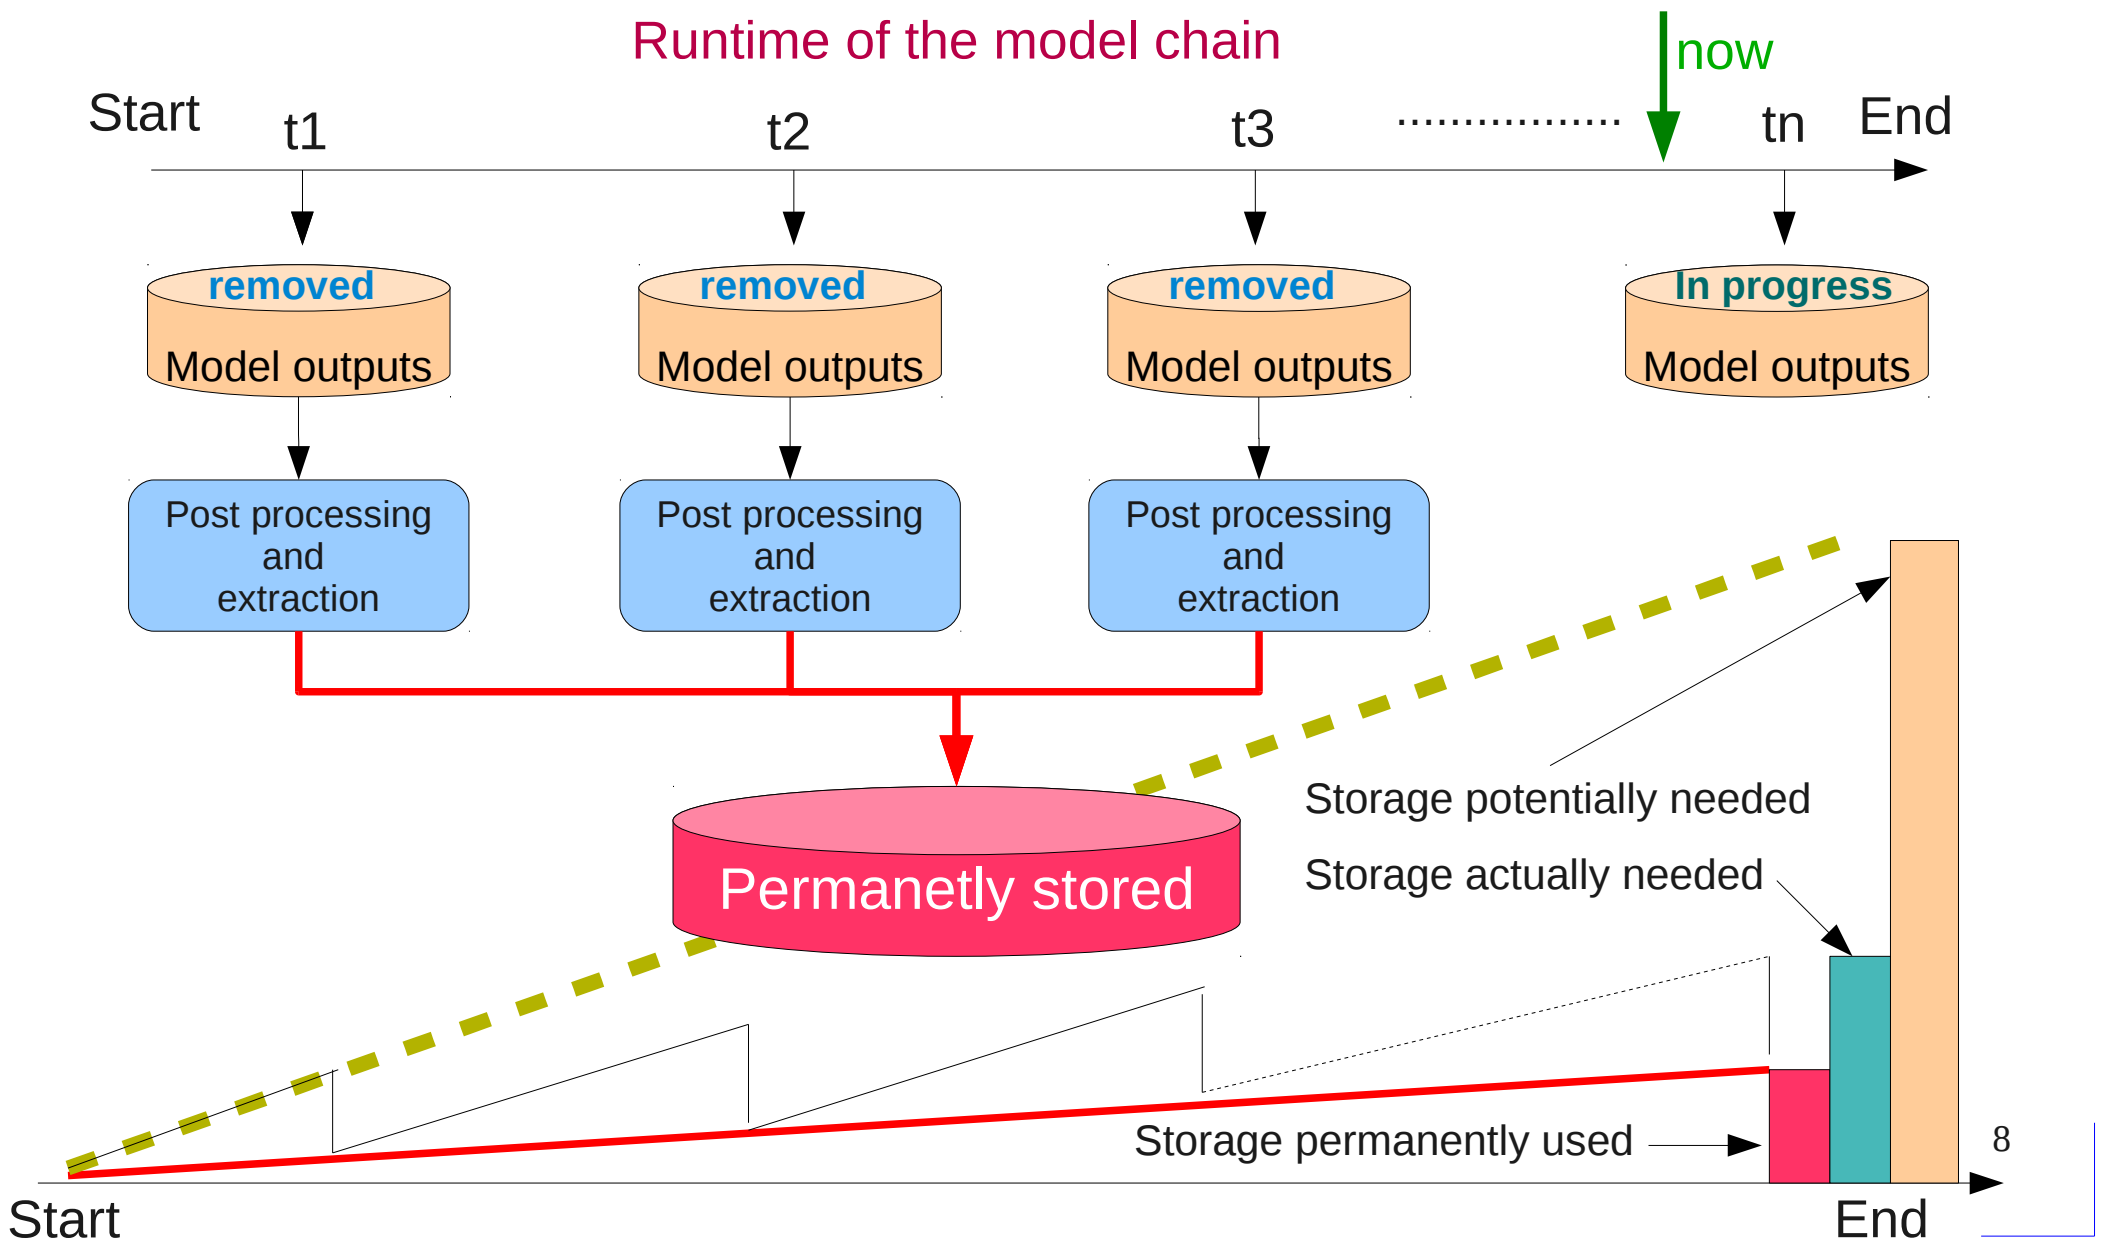 Runtime of the model chain
now
Start
t1
t2
t3
.................
tn
End
removed
removed
removed
In progress
Model outputs
Model outputs
Model outputs
Model outputs
Post processing
and
extraction
Post processing
and
extraction
Post processing
and
extraction
Storage potentially needed
Storage actually needed
Permanetly stored
Storage permanently used
8
Start
End